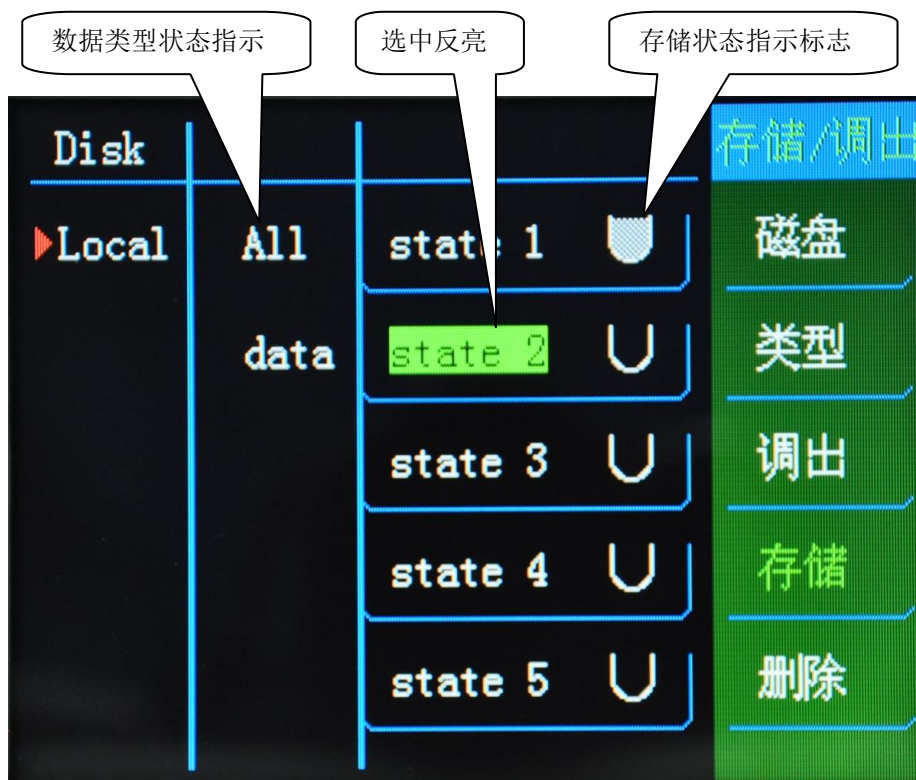 数据类型状态指示
选中反亮
存储状态指示标志
Disk
存储/调出
Local
All
state 1
磁盘
data
state 2
类型
state 3
调出
state 4
存储
state 5
删除